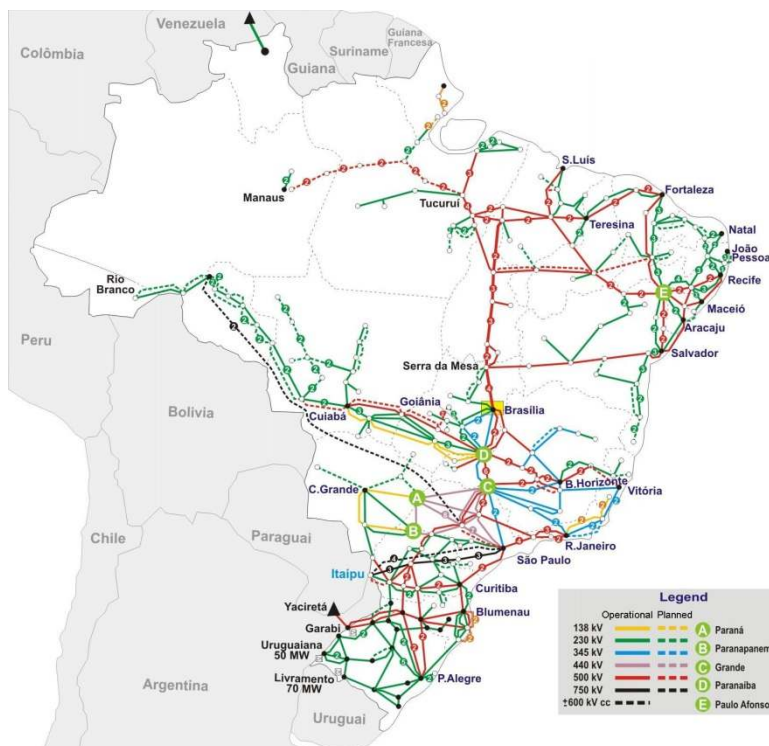 Venezuela
Guiana
Francesa
Suriname
Guiana
Colômbia
S.Luís
Fortaleza
Manaus
Tucuruí
Teresina
Natal
João
Pessoa
Recife
Rio
Branco
E
Maceió
Aracaju
Peru
Salvador
Serra da Mesa
Bolivia
Goiânia
Cuiabá
Brasília
D
B.Horizonte
C
Vitória
C.Grande
A
B
R.Janeiro
Chile
Paraguai
São Paulo
Itaipu
Curitiba
Yaciretá
Blumenau
Garabi
Uruguaiana
50 MW
Livramento
70 MW
P.Alegre
Argentina
Uruguai
Legend
Operational Planned
138 kV A Paraná
230 kV B Paranapanem
345 kV C Grande
440 kV
500 kV D Paranaíba
750 kV E Paulo Afonso
±600 kV cc